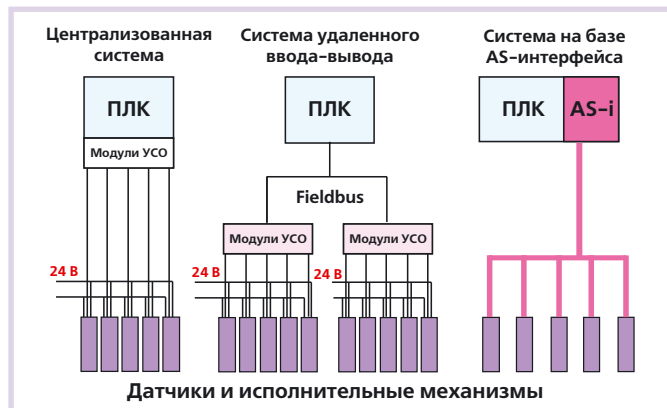 Централизованная
система
Система удаленного
ввода–вывода
Система на базе
AS–интерфейса
ПЛК
Модули УСО
ПЛК
ПЛК
AS–i
Fieldbus
Модули УСО
Модули УСО
24 В
24 В
24 В
Датчики и исполнительные механизмы